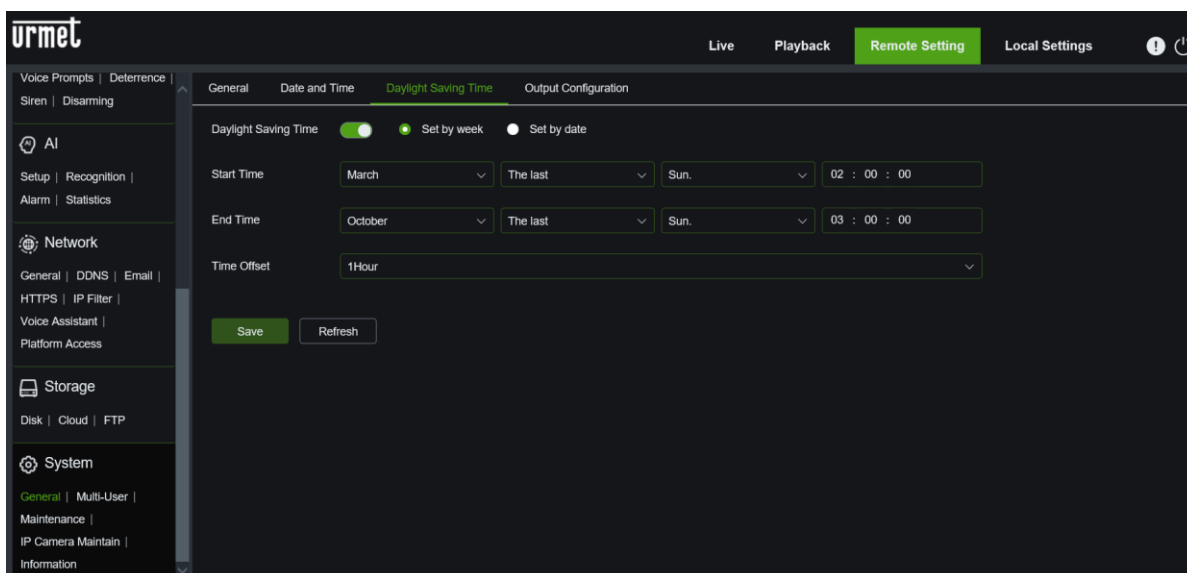 urmet
Live Playback Remote Setting Local Settings
Voice Prompts | Deterrence |
Siren | Disarming
AI
Setup | Recognition |
Alarm | Statistics
Network
General | DDNS | Email |
HTTPS | IP Filter |
Voice Assistant |
Platform Access
Storage
Disk | Cloud | FTP
System
General | Multi-User |
Maintenance |
IP Camera Maintain |
Information
General Date and Time Daylight Saving Time Output Configuration
Daylight Saving Time Set by week Set by date
Start Time March The last Sun. 02 : 00 : 00
End Time October The last Sun. 03 : 00 : 00
Time Offset 1Hour
Save Refresh